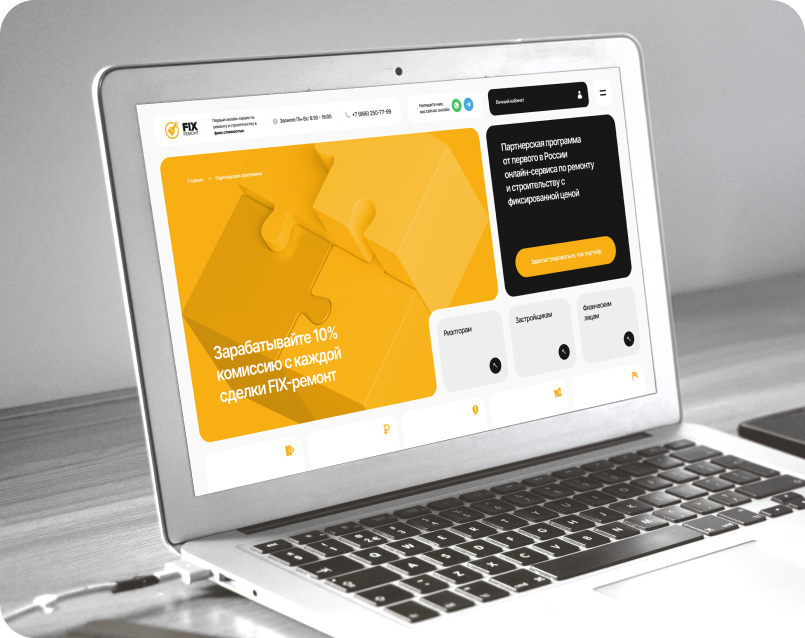 FIX
РЕМОНТ
Первый онлайн-сервис по
ремонту и строительству с
фикс стоимостью
Звоните Пн-Вс: 9:30 - 19:00
+7 (966) 250-77-99
Напишите нам,
мы сейчас онлайн
Личный кабинет
Главная • Партнерская программа
Зарабатывайте 10%
комиссию с каждой
сделки FIX-ремонт
Партнерская программа
от первого в России
онлайн-сервиса по ремонту
и строительству с
фиксированной ценой
Зарегистрироваться, как партнёр
Риэлторам
Застройщикам
Физическим
лицам